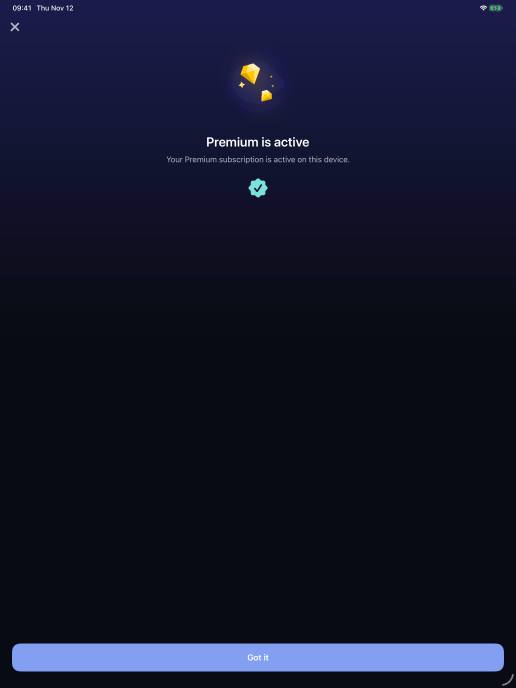 09:41 Thu Nov 12
Premium is active
Your Premium subscription is active on this device.
Got it